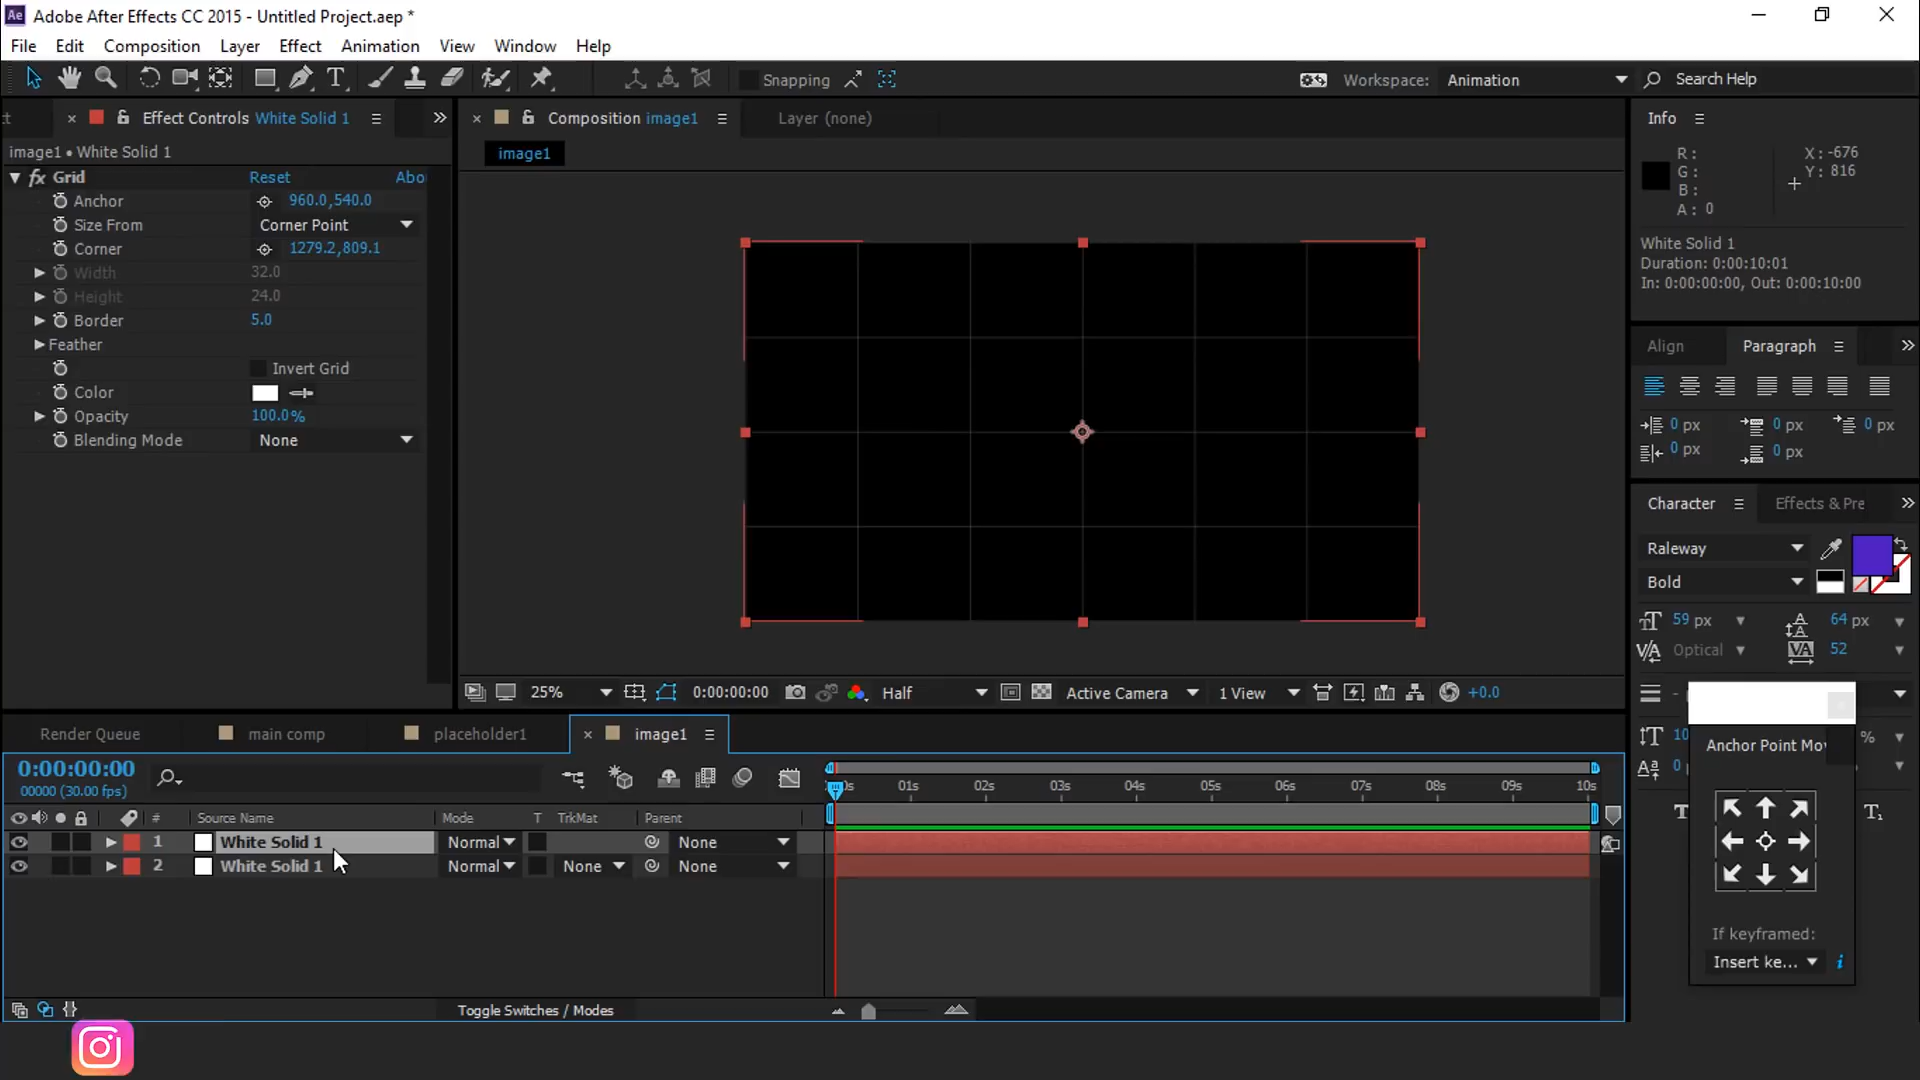 Ae Adobe After Effects CC 2015 - Untitled Project.aep *
File Edit Composition Layer Effect Animation View Window Help
Snapping Workspace: Animation Search Help
Effect Controls White Solid 1
image1 • White Solid 1
fx Grid Reset Abo
Anchor 960.0,540.0
Size From Corner Point
Corner 1279.2,809.1
Width 32.0
Height 24.0
Border 5.0
Feather
Invert Grid
Color
Opacity 100.0%
Blending Mode None
Composition image1 Layer (none)
image1
25% 0:00:00:00 Half Active Camera 1 View +0.0
Info
R: X: -676
G: Y: 816
B:
A: 0
White Solid 1
Duration: 0:00:10:01
In: 0:00:00:00, Out: 0:00:10:00
Align Paragraph
0 px 0 px 0 px
0 px 0 px
Character Effects & Pre
Raleway
Bold
59 px 64 px
Optical 52
- p
10 %
0
Anchor Point Mov
If keyframed:
Insert ke... i
Render Queue main comp placeholder1 image1
0:00:00:00
00000 (30.00 fps)
0s 01s 02s 03s 04s 05s 06s 07s 08s 09s 10s
# Source Name Mode T TrkMat Parent
1 White Solid 1 Normal None
2 White Solid 1 Normal None None
Toggle Switches / Modes